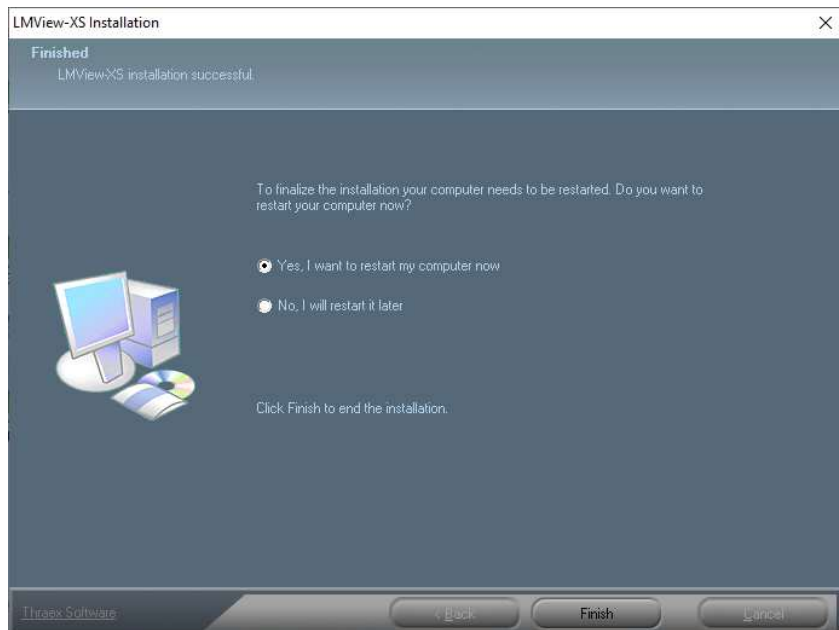 LMView-XS Installation
Finished
LMView-XS installation successful.
To finalize the installation your computer needs to be restarted. Do you want to
restart your computer now?
Yes, I want to restart my computer now
No, I will restart it later
Click Finish to end the installation.
Thraex Software
< Back
Finish
Cancel